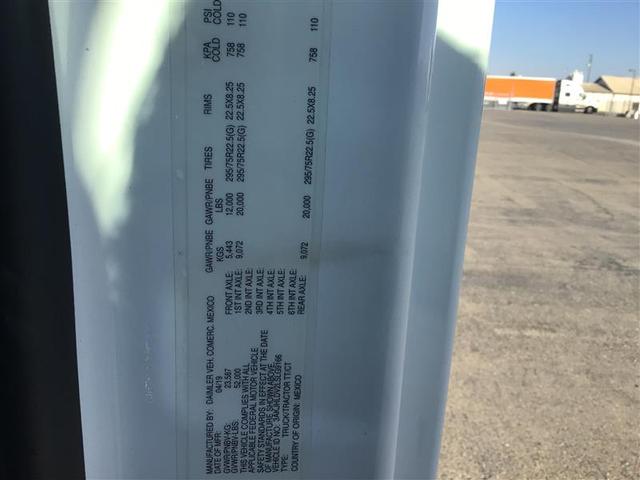 MANUFACTURED BY: DAIMLER VEH. COMERC. MEXICO
DATE OF MFR: 04/19
GVWR/PNBV-KG: 23,587
GVWR/PNBV-LBS: 52,000
THIS VEHICLE COMPLIES WITH ALL
APPLICABLE FEDERAL MOTOR VEHICLE
SAFETY STANDARDS IN EFFECT AT THE DATE
OF MANUFACTURE SHOWN ABOVE
VEHICLE ID NO:
TYPE: TRUCK/TRACTOR TT/CT
COUNTRY OF ORIGIN: MEXICO
GAWR/PNBE KGS GAWR/PNBE LBS TIRES RIMS KPA COLD PSI COLD
FRONT AXLE: 5,443 12,000 295/75R22.5(G) 22.5X8.25 758 110
1ST INT AXLE: 9,072 20,000 295/75R22.5(G) 22.5X8.25 758 110
2ND INT AXLE:
3RD INT AXLE:
4TH INT AXLE:
5TH INT AXLE:
6TH INT AXLE:
REAR AXLE: 9,072 20,000 295/75R22.5(G) 22.5X8.25 758 110